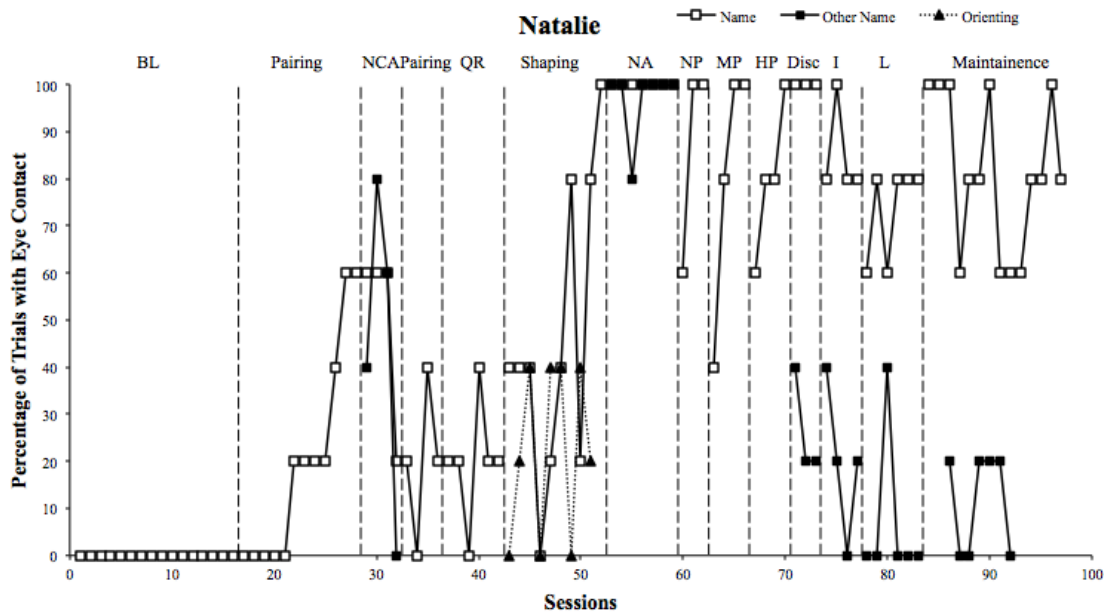 Natalie
Name Other Name Orienting
BL Pairing NCA Pairing QR Shaping NA NP MP HP Disc I L Maintainence
Percentage of Trials with Eye Contact
100
90
80
70
60
50
40
30
20
10
0
0 10 20 30 40 50 60 70 80 90 100
Sessions